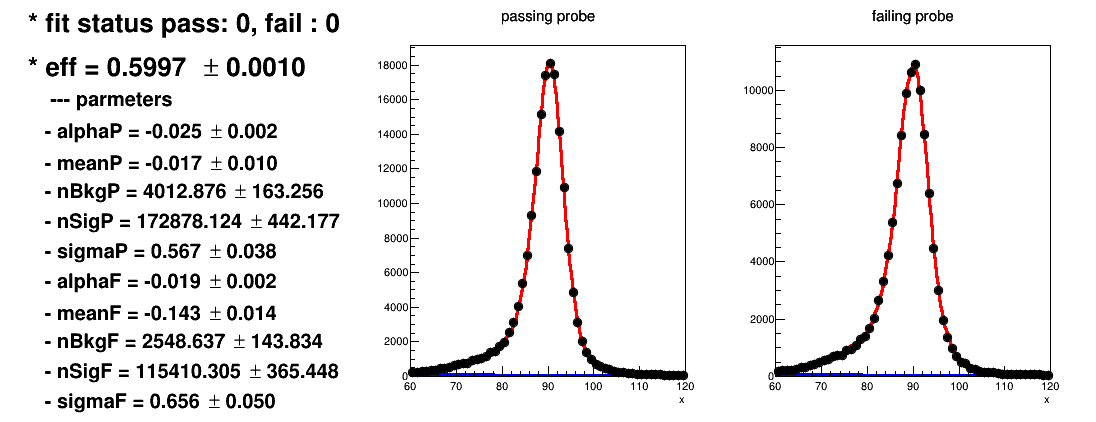 * fit status pass: 0, fail : 0
* eff = 0.5997 ± 0.0010
--- parmeters
- alphaP = -0.025 ± 0.002
- meanP = -0.017 ± 0.010
- nBkgP = 4012.876 ± 163.256
- nSigP = 172878.124 ± 442.177
- sigmaP = 0.567 ± 0.038
- alphaF = -0.019 ± 0.002
- meanF = -0.143 ± 0.014
- nBkgF = 2548.637 ± 143.834
- nSigF = 115410.305 ± 365.448
- sigmaF = 0.656 ± 0.050
passing probe
18000
16000
14000
12000
10000
8000
6000
4000
2000
0
60 70 80 90 100 110 120
x
failing probe
10000
8000
6000
4000
2000
0
60 70 80 90 100 110 120
x